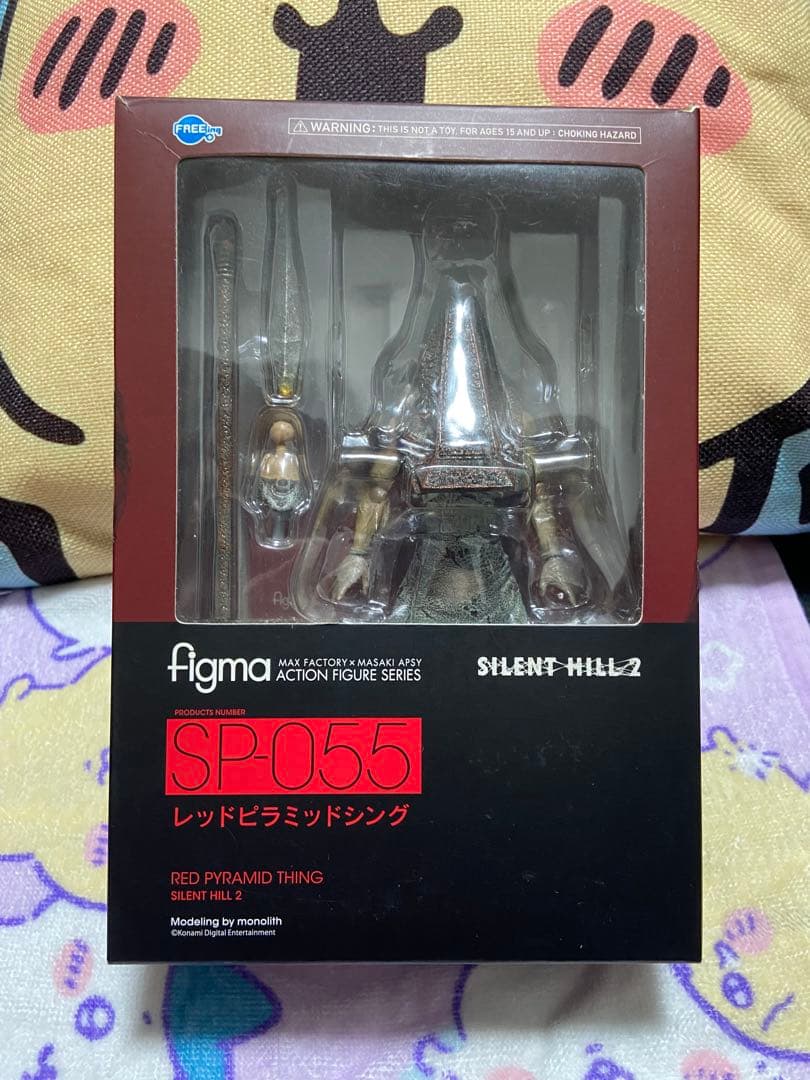 FREEing
WARNING: THIS IS NOT A TOY. FOR AGES 15 AND UP : CHOKING HAZARD
figma
MAX FACTORY × MASAKI APSY
ACTION FIGURE SERIES
SILENT HILL 2
PRODUCTS NUMBER
SP-055
レッドピラミッドシング
RED PYRAMID THING
SILENT HILL 2
Modeling by monolith
©Konami Digital Entertainment